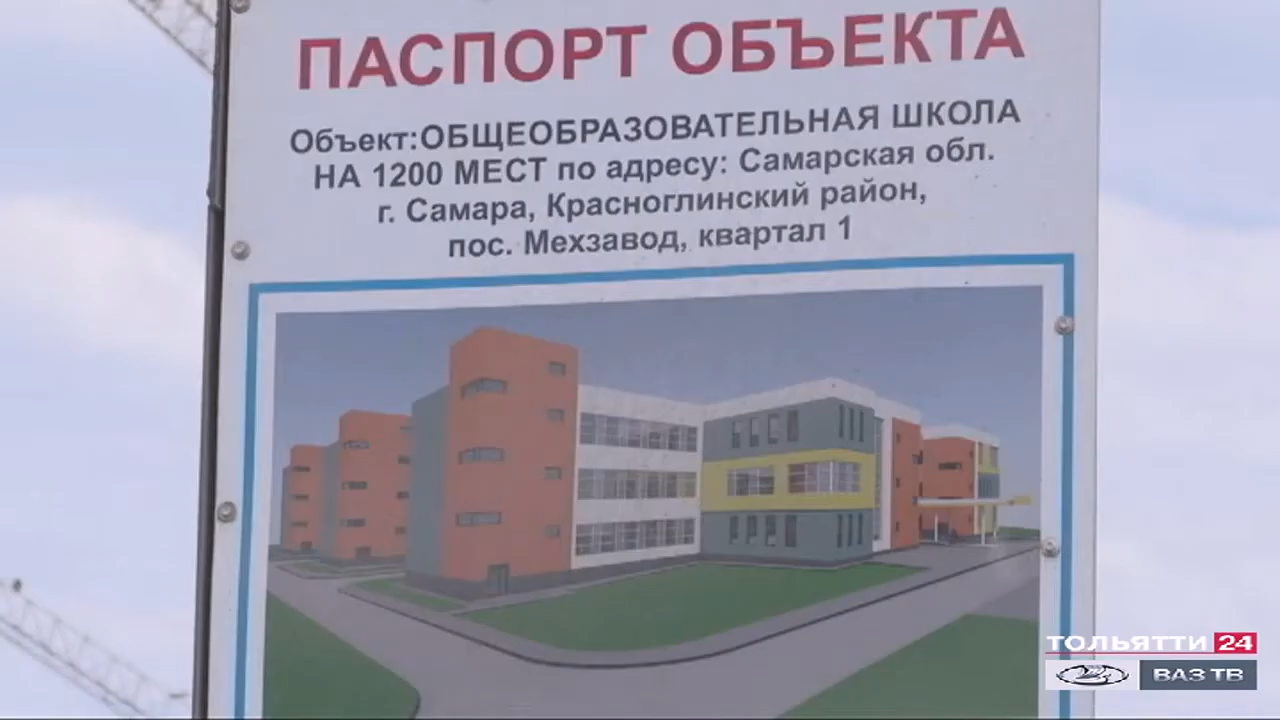 ПАСПОРТ ОБЪЕКТА
Объект:ОБЩЕОБРАЗОВАТЕЛЬНАЯ ШКОЛА
НА 1200 МЕСТ по адресу: Самарская обл.
г. Самара, Красноглинский район,
пос. Мехзавод, квартал 1
ТОЛЬЯТТИ 24
ВАЗ ТВ